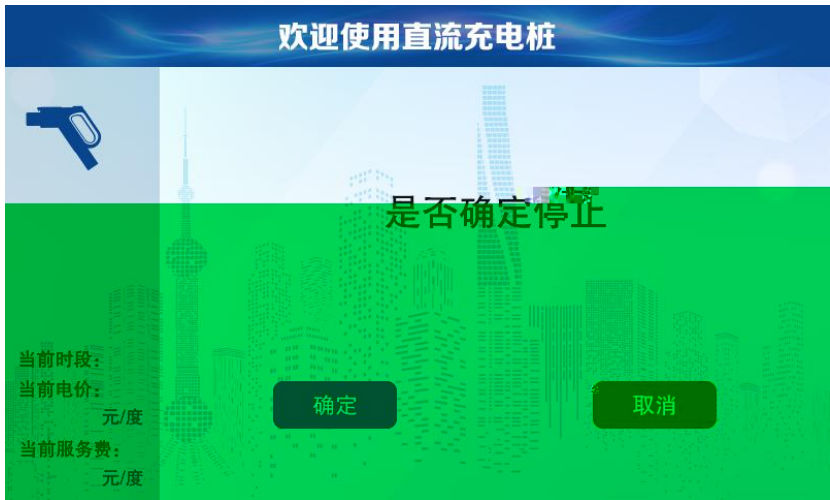 欢迎使用直流充电桩
是否确定停止
当前时段：
当前电价：
元/度
当前服务费：
元/度
确定
取消